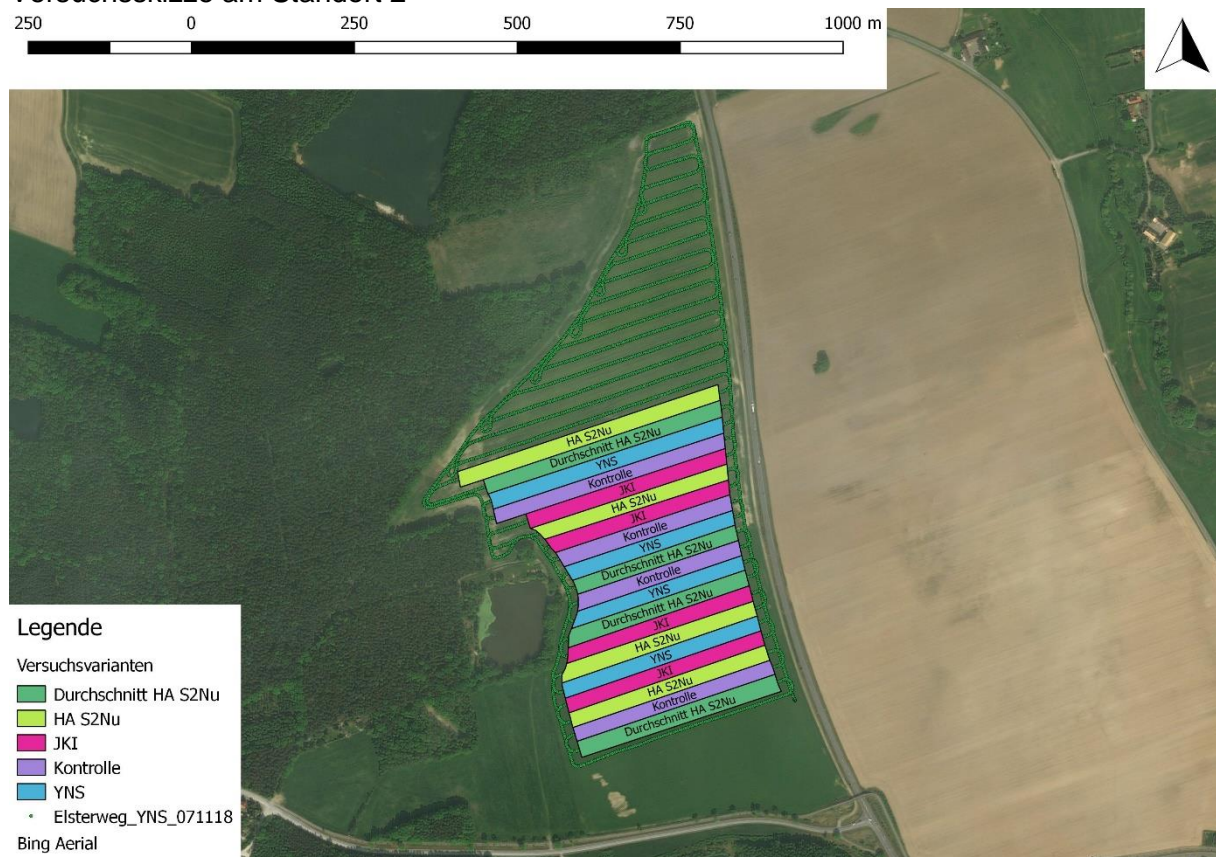 Versuchsskizze am Standort 2
250 0 250 500 750 1000 m
HA S2Nu
Durchschnitt HA S2Nu
YNS
Kontrolle
JKI
HA S2Nu
JKI
Kontrolle
YNS
Durchschnitt HA S2Nu
Kontrolle
YNS
Durchschnitt HA S2Nu
JKI
HA S2Nu
YNS
JKI
HA S2Nu
Kontrolle
Durchschnitt HA S2Nu
Legende
Versuchsvarianten
Durchschnitt HA S2Nu
HA S2Nu
JKI
Kontrolle
YNS
Elsterweg_YNS_071118
Bing Aerial